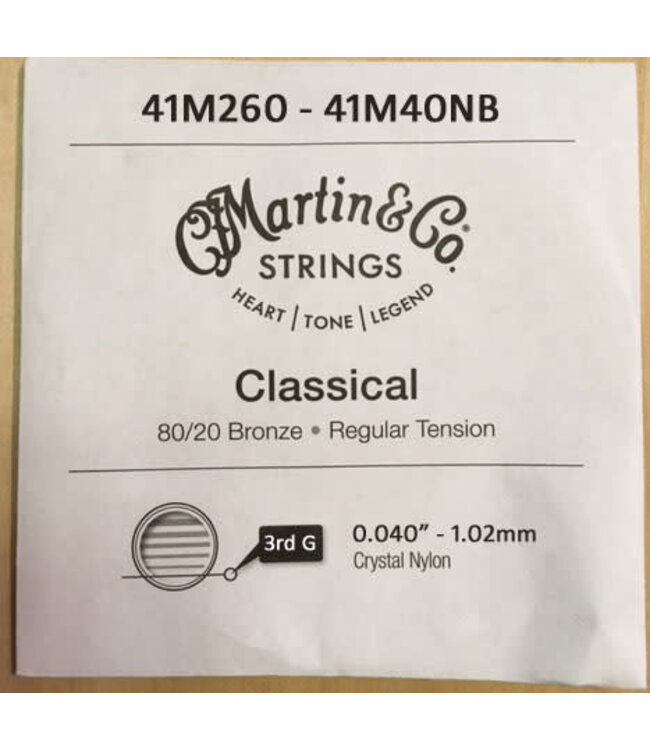 41M260 - 41M40NB
CFMartin & Co.®
STRINGS
HEART | TONE | LEGEND
Classical
80/20 Bronze • Regular Tension
3rd G
0.040” - 1.02mm
Crystal Nylon